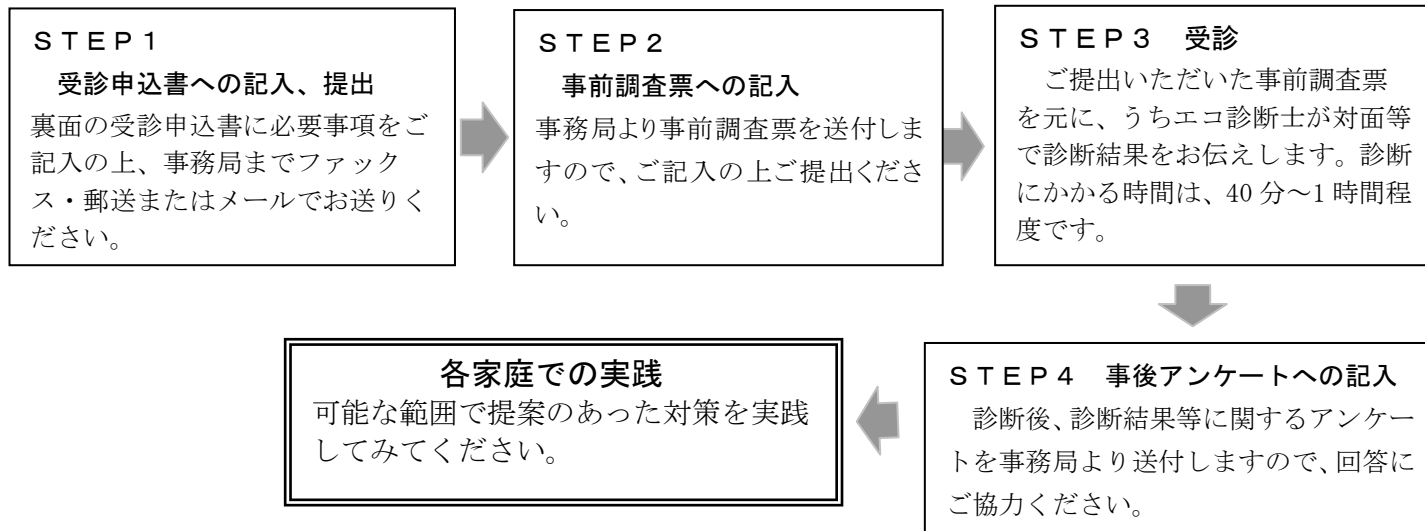 ＳＴＥＰ１
受診申込書への記入、提出
裏面の受診申込書に必要事項をご
記入の上、事務局までファック
ス・郵送またはメールでお送りく
ださい。
ＳＴＥＰ２
事前調査票への記入
事務局より事前調査票を送付しま
すので、ご記入の上ご提出くださ
い。
ＳＴＥＰ３　受診
ご提出いただいた事前調査票
を元に、うちエコ診断士が対面等
で診断結果をお伝えします。診断
にかかる時間は、40 分～1 時間程
度です。
ＳＴＥＰ４　事後アンケートへの記入
診断後、診断結果等に関するアンケー
トを事務局より送付しますので、回答に
ご協力ください。
各家庭での実践
可能な範囲で提案のあった対策を実践
してみてください。